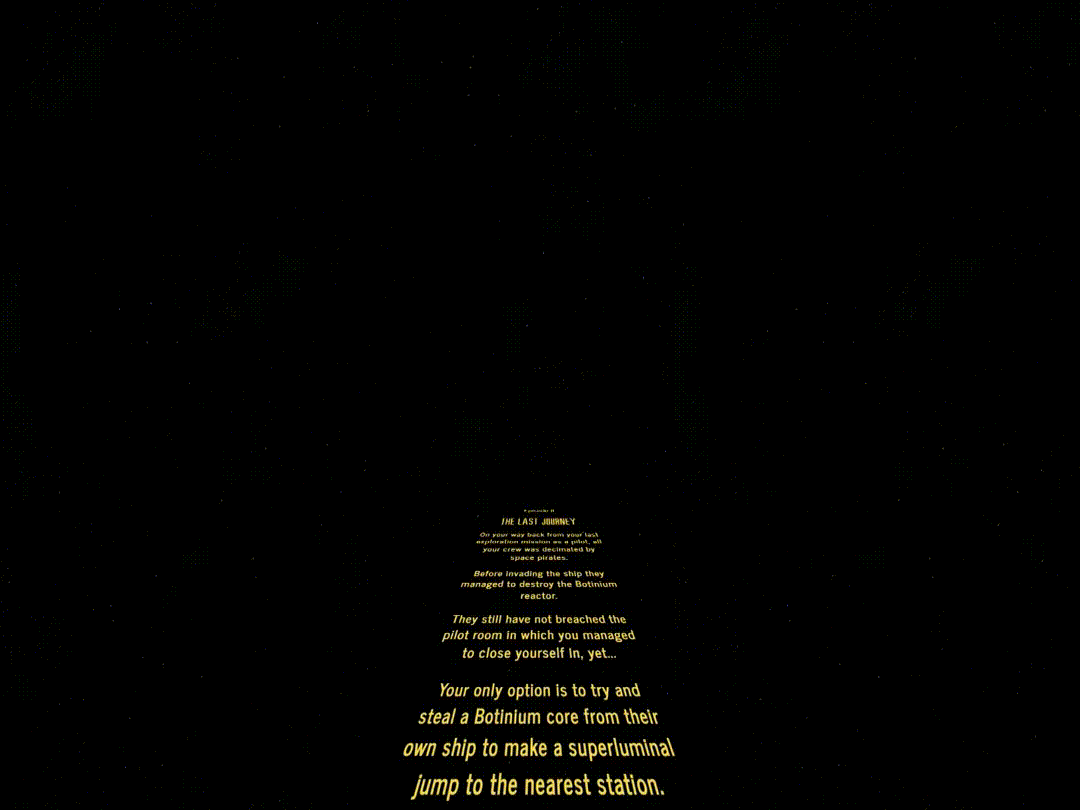 THE LAST JOURNEY
On your way back from your last
exploration mission as a pilot, all
your crew was decimated by
space pirates.
Before invading the ship they
managed to destroy the Botinium
reactor.
They still have not breached the
pilot room in which you managed
to close yourself in, yet...
Your only option is to try and
steal a Botinium core from their
own ship to make a superluminal
jump to the nearest station.